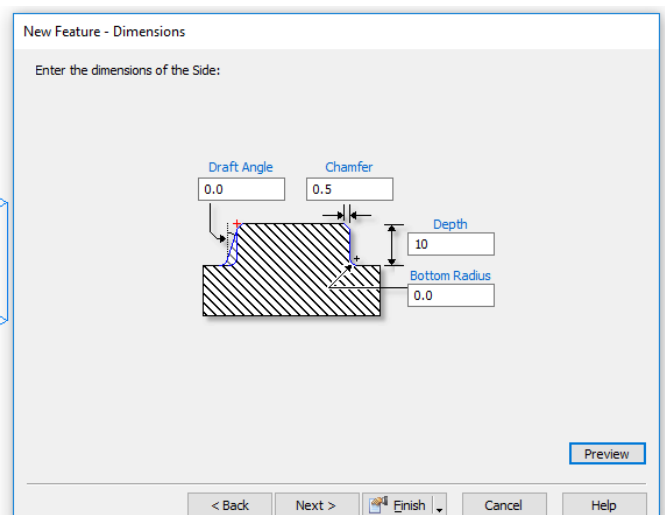 New Feature - Dimensions
Enter the dimensions of the Side:
Draft Angle Chamfer
0.0 0.5
Depth
10
Bottom Radius
0.0
Preview
< Back Next > Finish Cancel Help